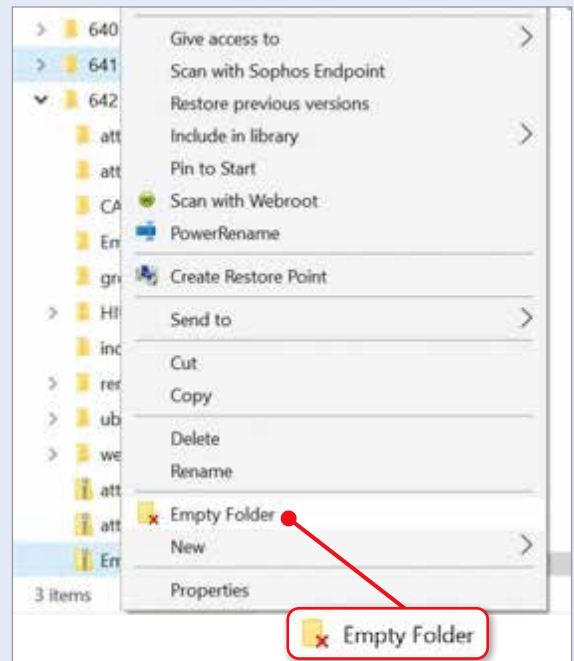 640
Give access to
641
Scan with Sophos Endpoint
642
Restore previous versions
att
Include in library
att
Pin to Start
CA
Scan with Webroot
Em
PowerRename
gr
Create Restore Point
HI
Send to
inc
Cut
rer
Copy
ub
Delete
we
Rename
att
Empty Folder
att
New
Em
3 items
Properties
Empty Folder